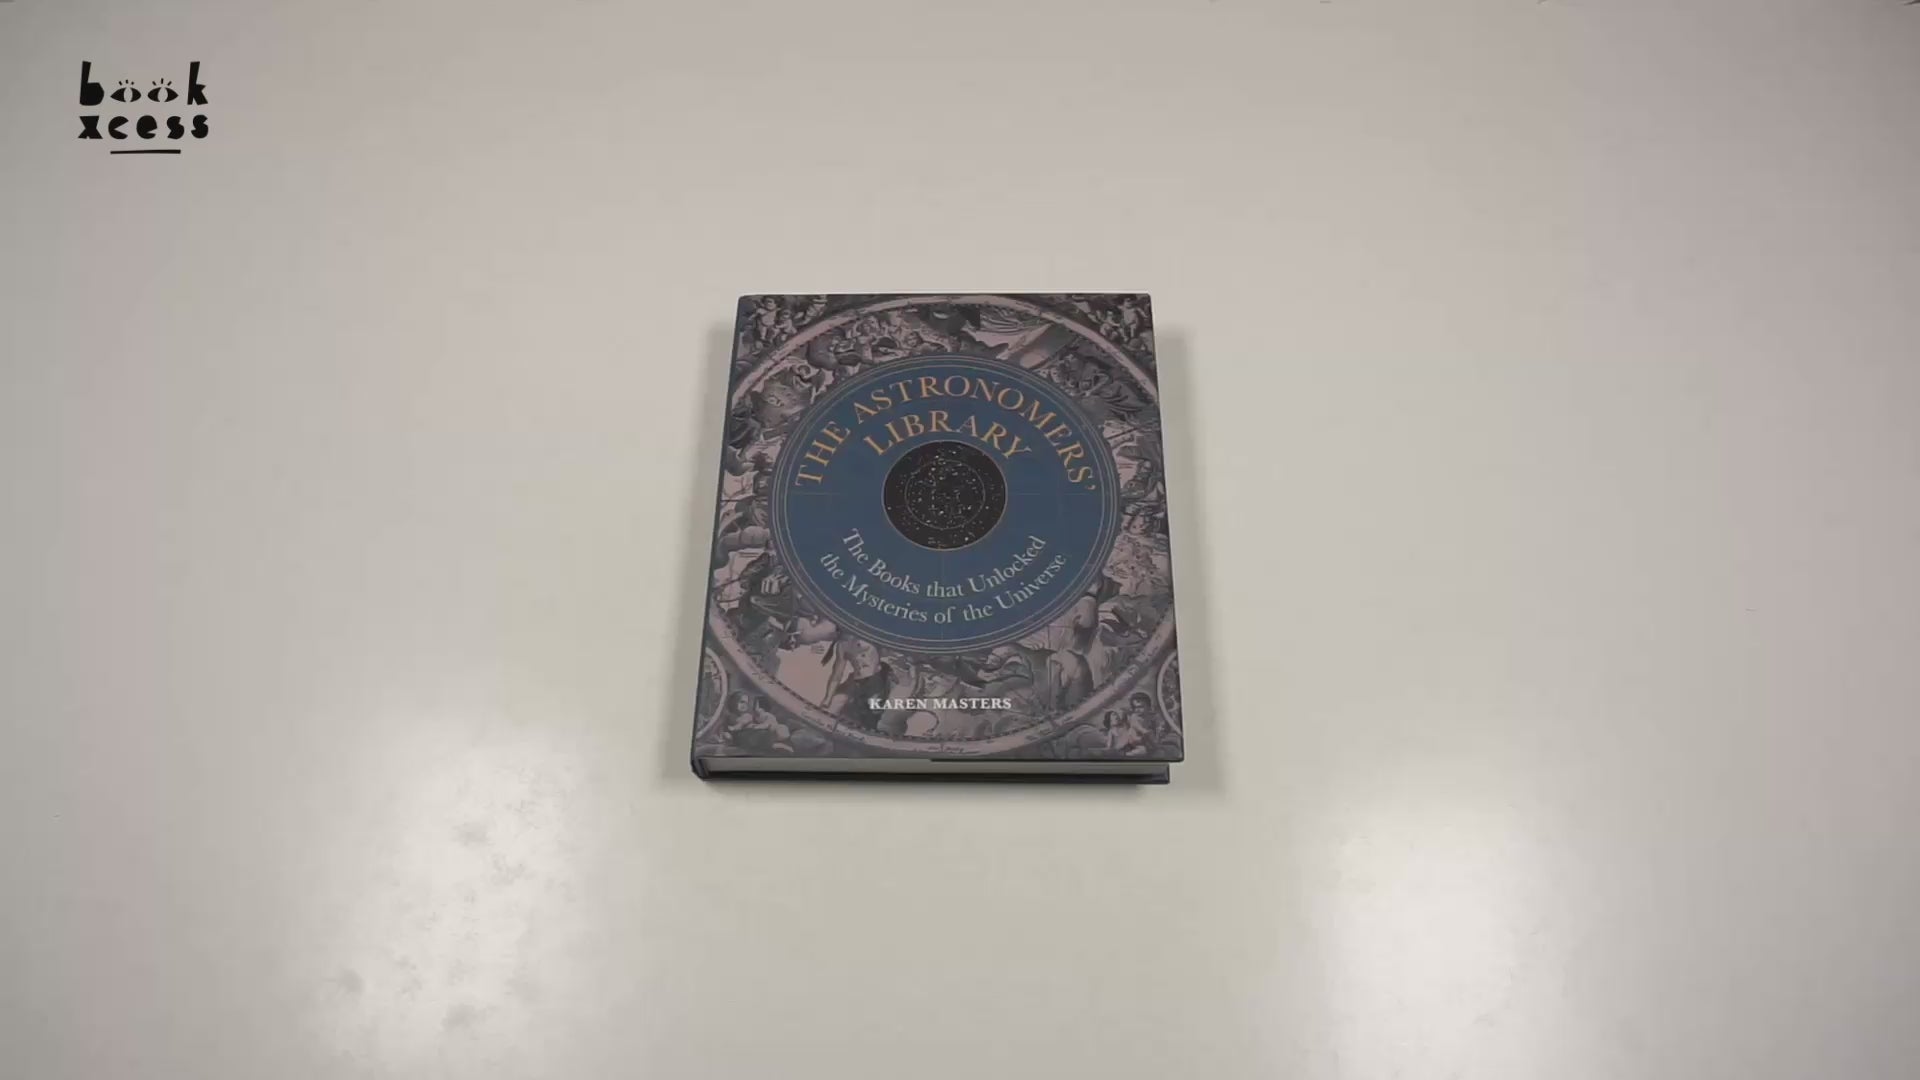 book
xcess
THE ASTRONOMERS'
LIBRARY
The Books that Unlocked
the Mysteries of the Universe
KAREN MASTERS